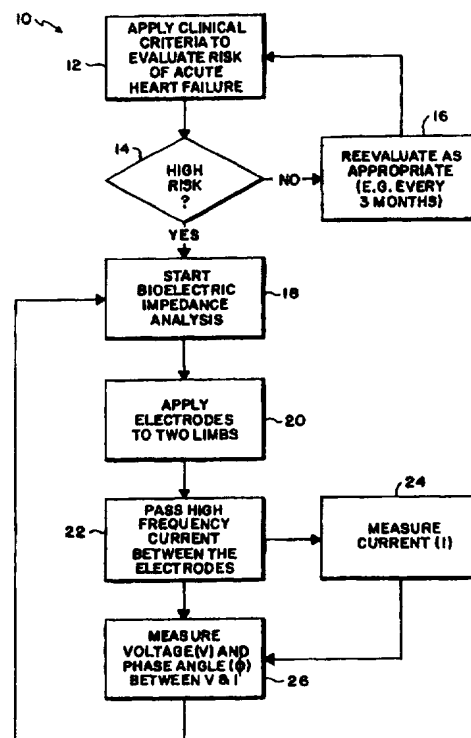 10
APPLY CLINICAL
CRITERIA TO
EVALUATE RISK
OF ACUTE
HEART FAILURE
12
14
HIGH
RISK
?
NO
16
REEVALUATE AS
APPROPRIATE
(E.G. EVERY
3 MONTHS)
YES
START
BIOELECTRIC
IMPEDANCE
ANALYSIS
18
APPLY
ELECTRODES
TO TWO LIMBS
20
22
PASS HIGH
FREQUENCY
CURRENT
BETWEEN THE
ELECTRODES
24
MEASURE
CURRENT (I)
MEASURE
VOLTAGE(V) AND
PHASE ANGLE (ϕ)
BETWEEN V & I
26